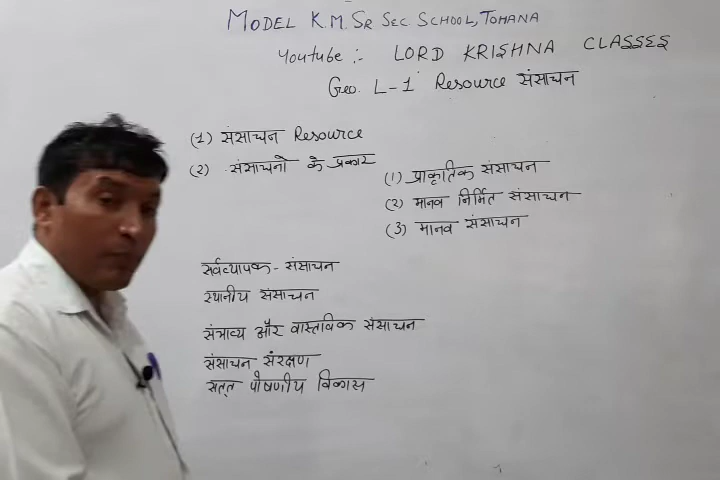 MODEL K.M. SR SEC SCHOOL, TOHANA
Youtube :- LORD KRISHNA CLASSES
Geo. L-1 Resource संसाधन
(1) संसाधन Resource
(2) संसाधनो के प्रकार
(1) प्राकृतिक संसाधन
(2) मानव निर्मित संसाधन
(3) मानव संसाधन
सर्वव्यापक - संसाधन
स्थानीय संसाधन
संभाव्य और वास्तविक संसाधन
संसाधन संरक्षण
सतत् पोषणीय विकास